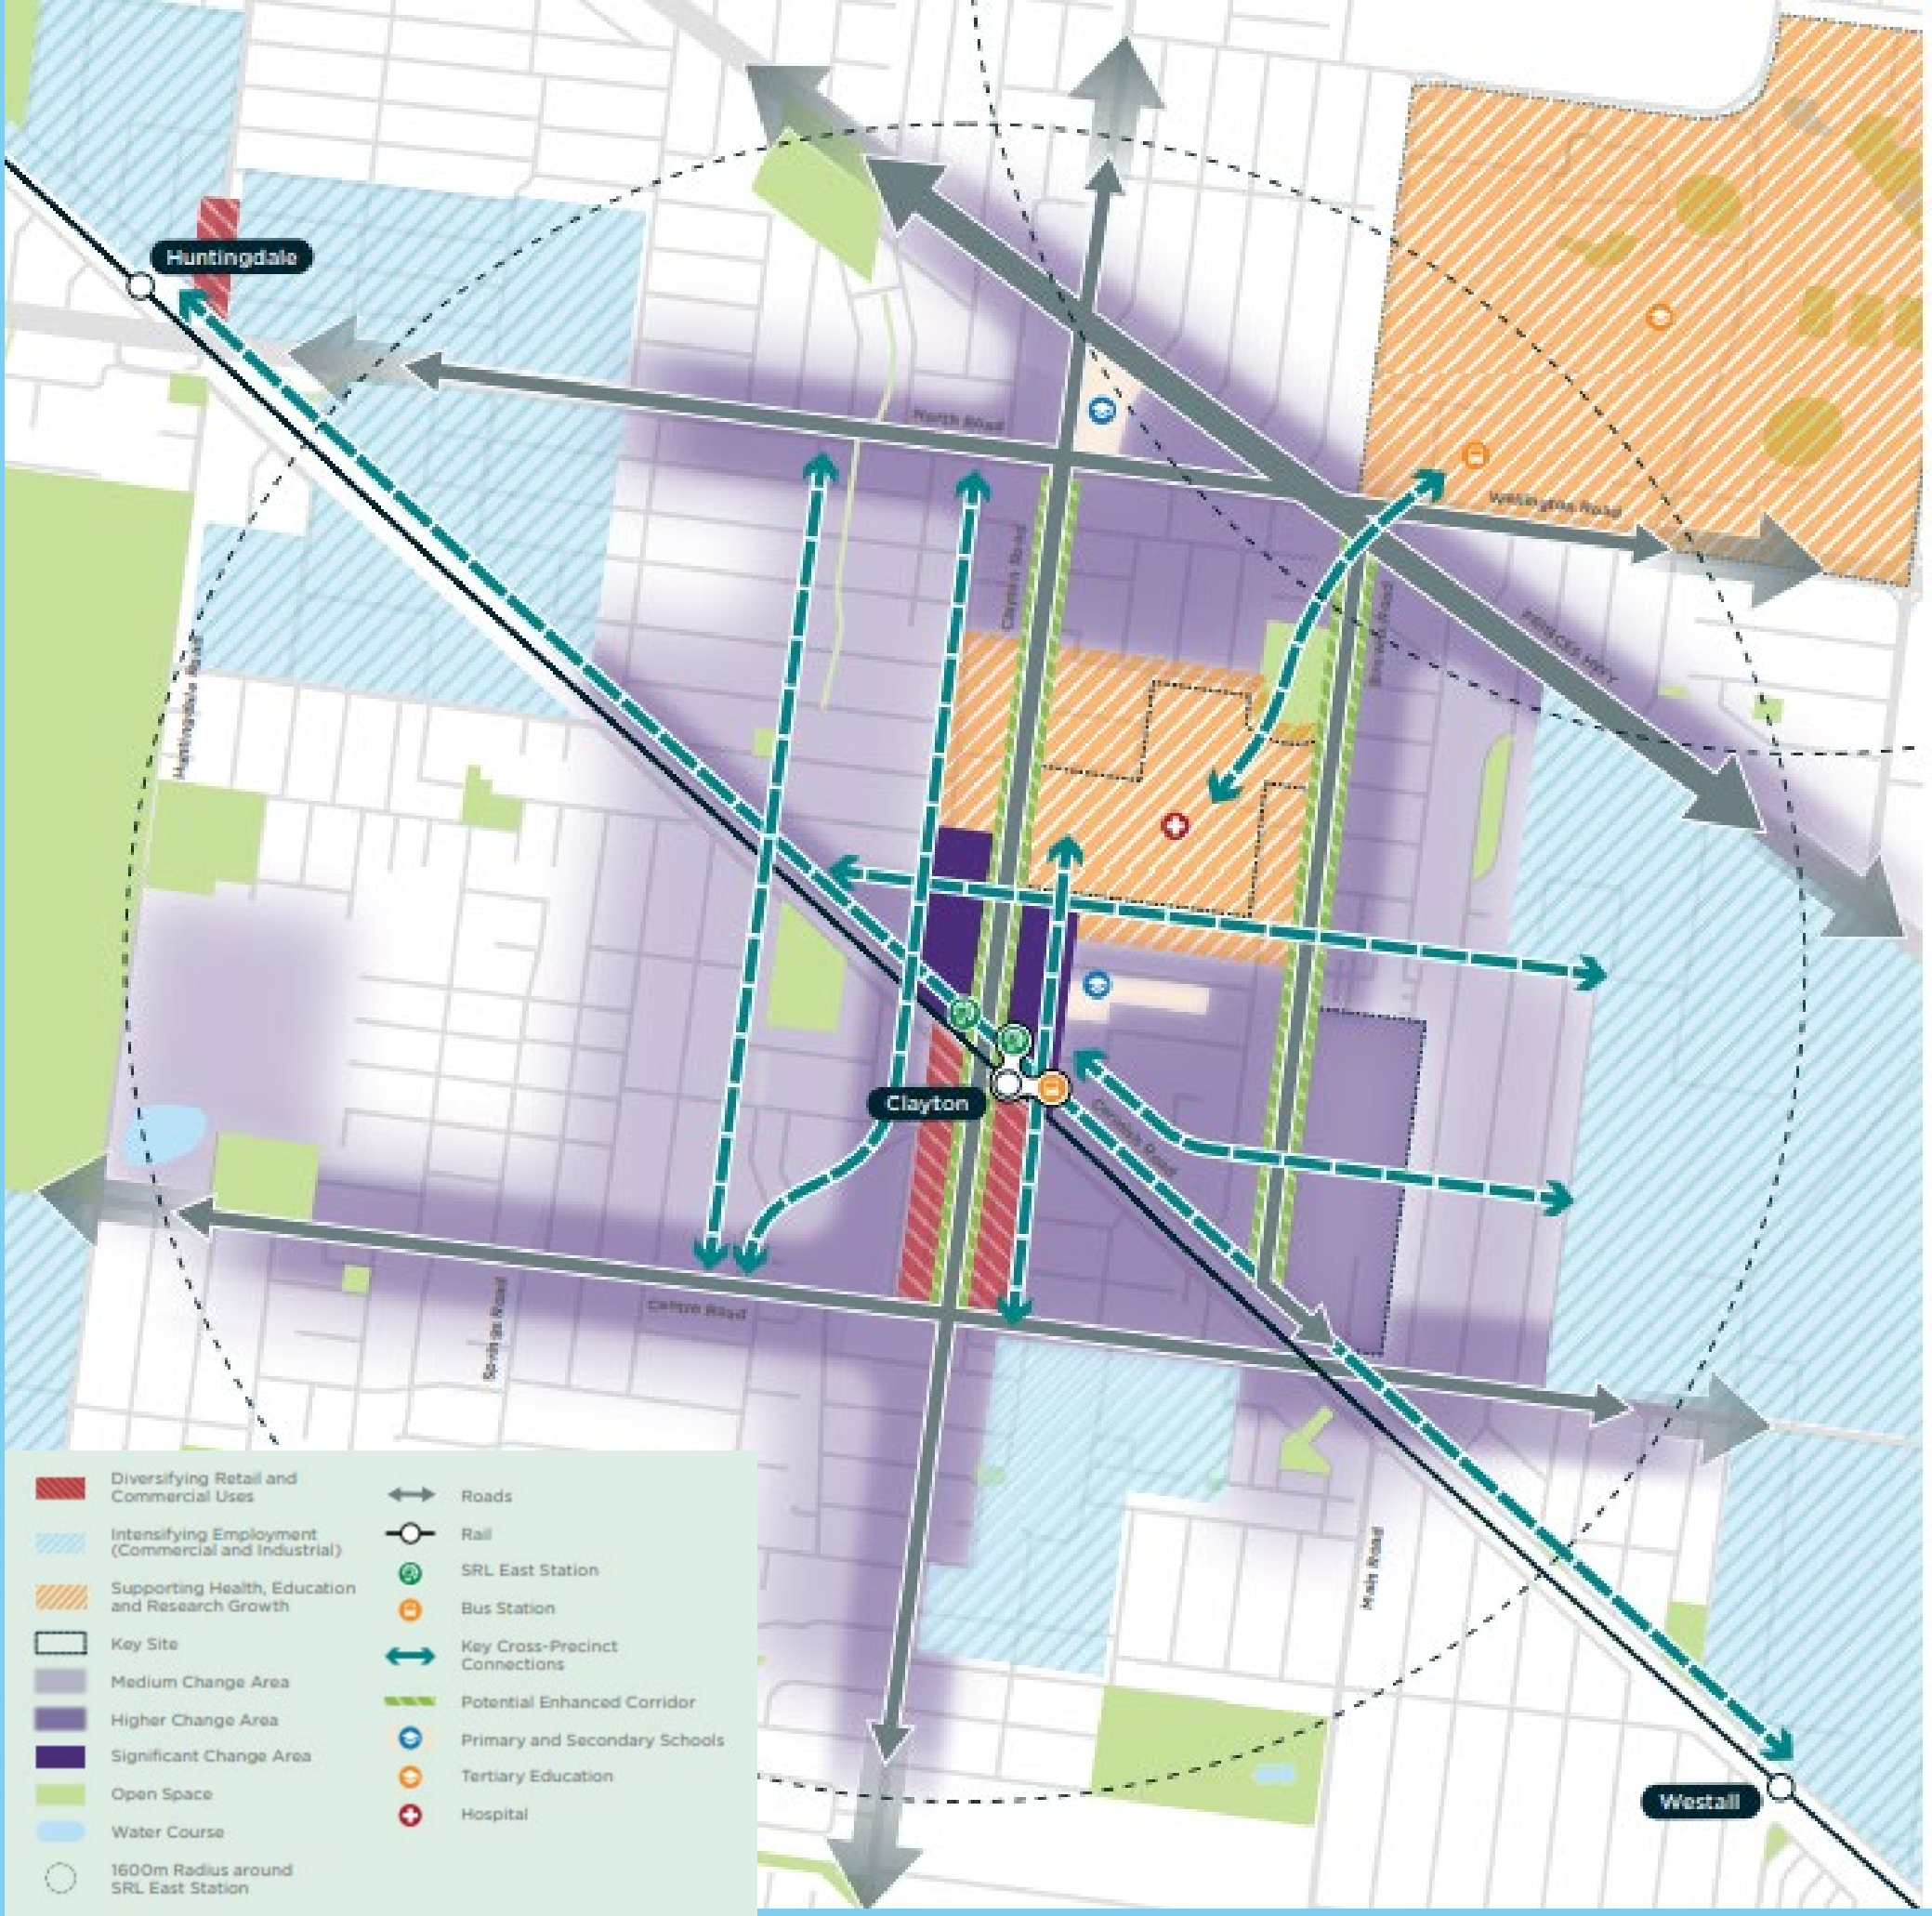 Huntingdale
North Road
Wellington Road
Clayton Road
PRINCES HWY
Huntingdale Road
Clayton
Centre Road
Main Road
Westall
Diversifying Retail and
Commercial Uses
Intensifying Employment
(Commercial and Industrial)
Supporting Health, Education
and Research Growth
Key Site
Medium Change Area
Higher Change Area
Significant Change Area
Open Space
Water Course
1600m Radius around
SRL East Station
Roads
Rail
SRL East Station
Bus Station
Key Cross-Precinct
Connections
Potential Enhanced Corridor
Primary and Secondary Schools
Tertiary Education
Hospital